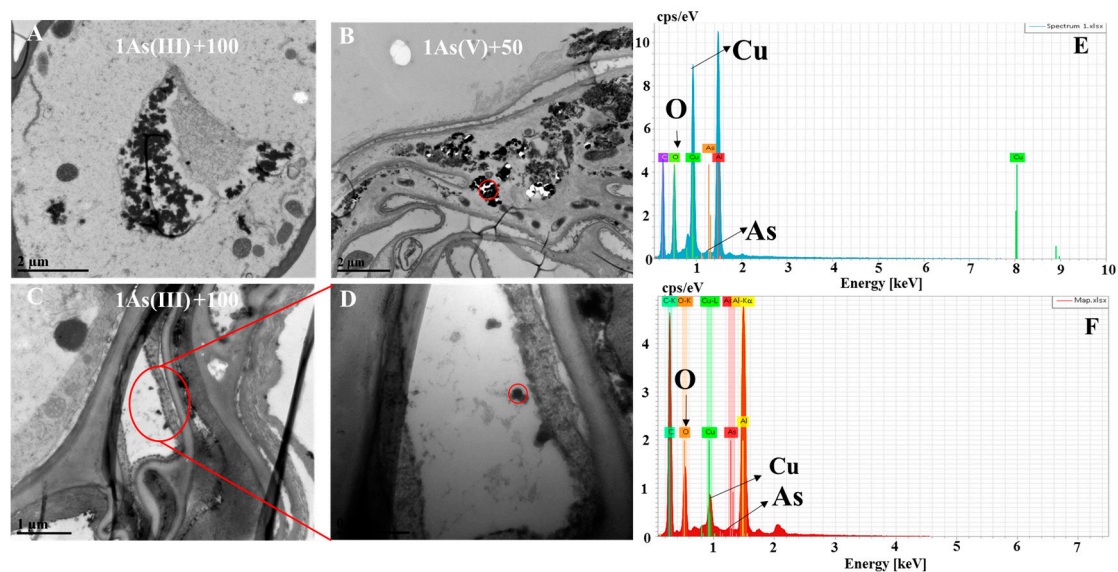 A
1As(III)+100
2 μm
B
1As(V)+50
2 μm
C
1As(III)+100
1 μm
D
cps/eV
Spectrum 1.xlsx
E
10
8
6
4
2
0
Cu
O
As
C
O
Cu
As
Al
Cu
1
2
3
4
5
6
7
8
9
10
Energy [keV]
cps/eV
Map.xlsx
F
4
3
2
1
0
C-K
O-K
Cu-L
As
Al-Kα
O
C
O
Cu
As
Al
Cu
As
1
2
3
4
5
6
7
Energy [keV]